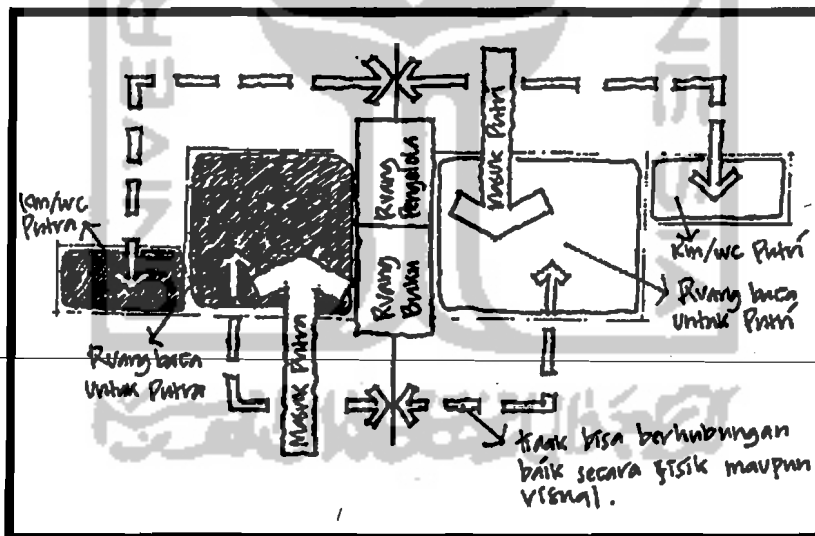 Masuk Putri
Ruang
Pengelola
Ruang
Buku
Km/wc
Putra
Km/wc Putri
Ruang baca
untuk Putri
Ruang baca
untuk Putra
Masuk Putra
tidak bisa berhubungan
baik secara fisik maupun
visual.